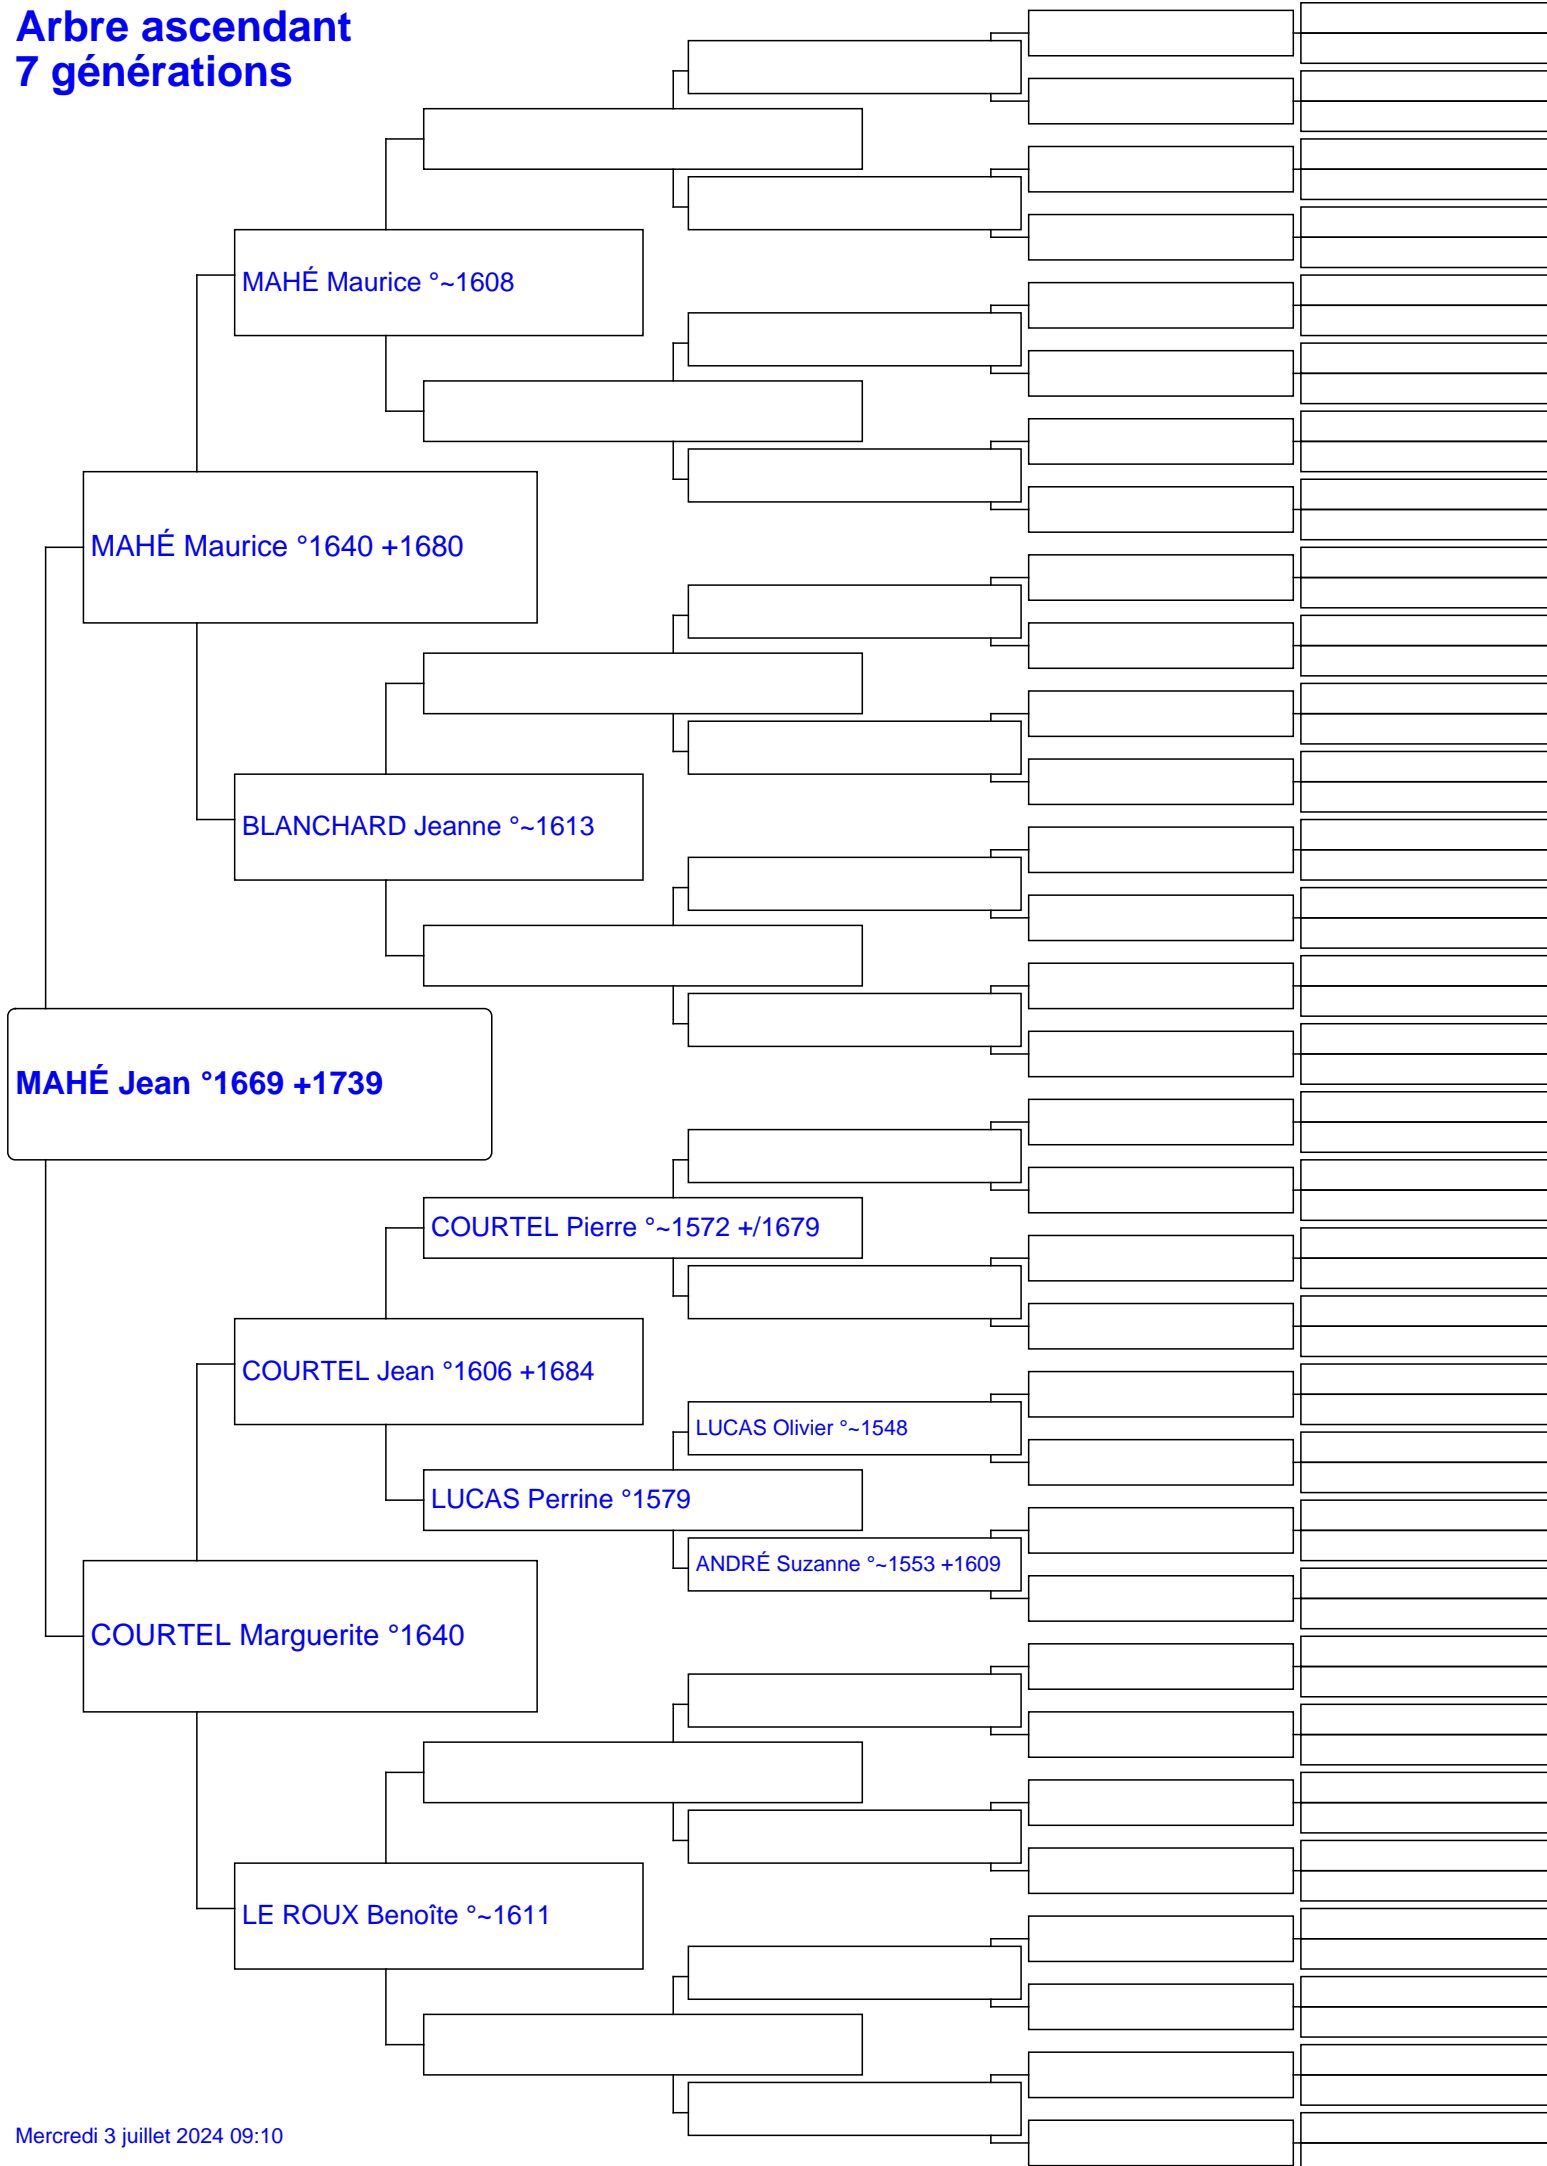 Arbre ascendant
7 générations
MAHÉ Maurice °~1608
MAHÉ Maurice °1640 +1680
BLANCHARD Jeanne °~1613
MAHÉ Jean °1669 +1739
COURTEL Pierre °~1572 +/1679
COURTEL Jean °1606 +1684
LUCAS Olivier °~1548
LUCAS Perrine °1579
ANDRÉ Suzanne °~1553 +1609
COURTEL Marguerite °1640
LE ROUX Benoîte °~1611
Mercredi 3 juillet 2024 09:10